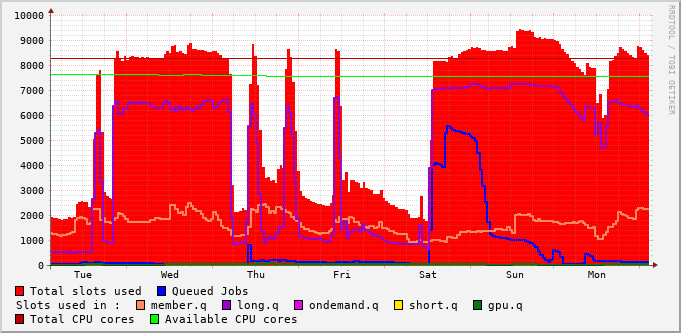 10000
9000
8000
7000
6000
5000
4000
3000
2000
1000
0
Tue Wed Thu Fri Sat Sun Mon
RRDTOOL / TOBI OETIKER
Total slots used Queued Jobs
Slots used in : member.q long.q ondemand.q short.q gpu.q
Total CPU cores Available CPU cores